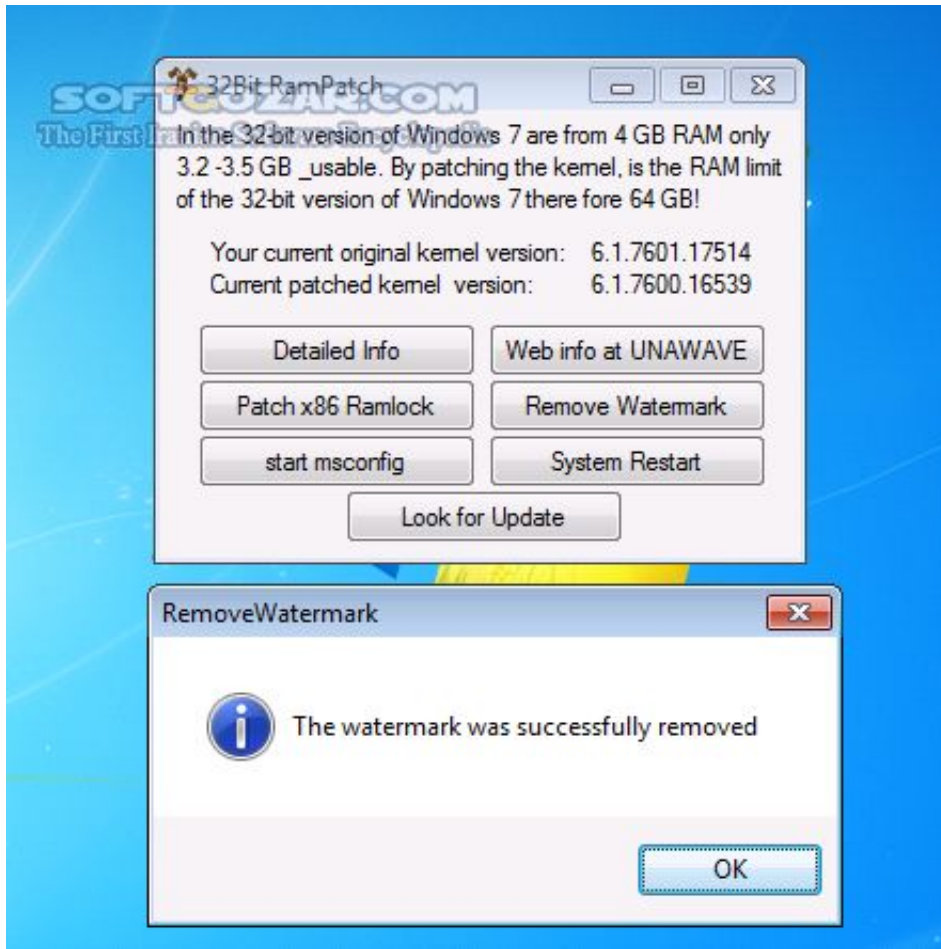 32Bit RamPatch
SOFTGOZAR.COM
The First
In the 32-bit version of Windows 7 are from 4 GB RAM only
3.2 -3.5 GB _usable. By patching the kernel, is the RAM limit
of the 32-bit version of Windows 7 there fore 64 GB!
Your current original kernel version: 6.1.7601.17514
Current patched kernel version: 6.1.7600.16539
Detailed Info Web info at UNAWAVE
Patch x86 Ramlock Remove Watermark
start msconfig System Restart
Look for Update
RemoveWatermark
The watermark was successfully removed
OK